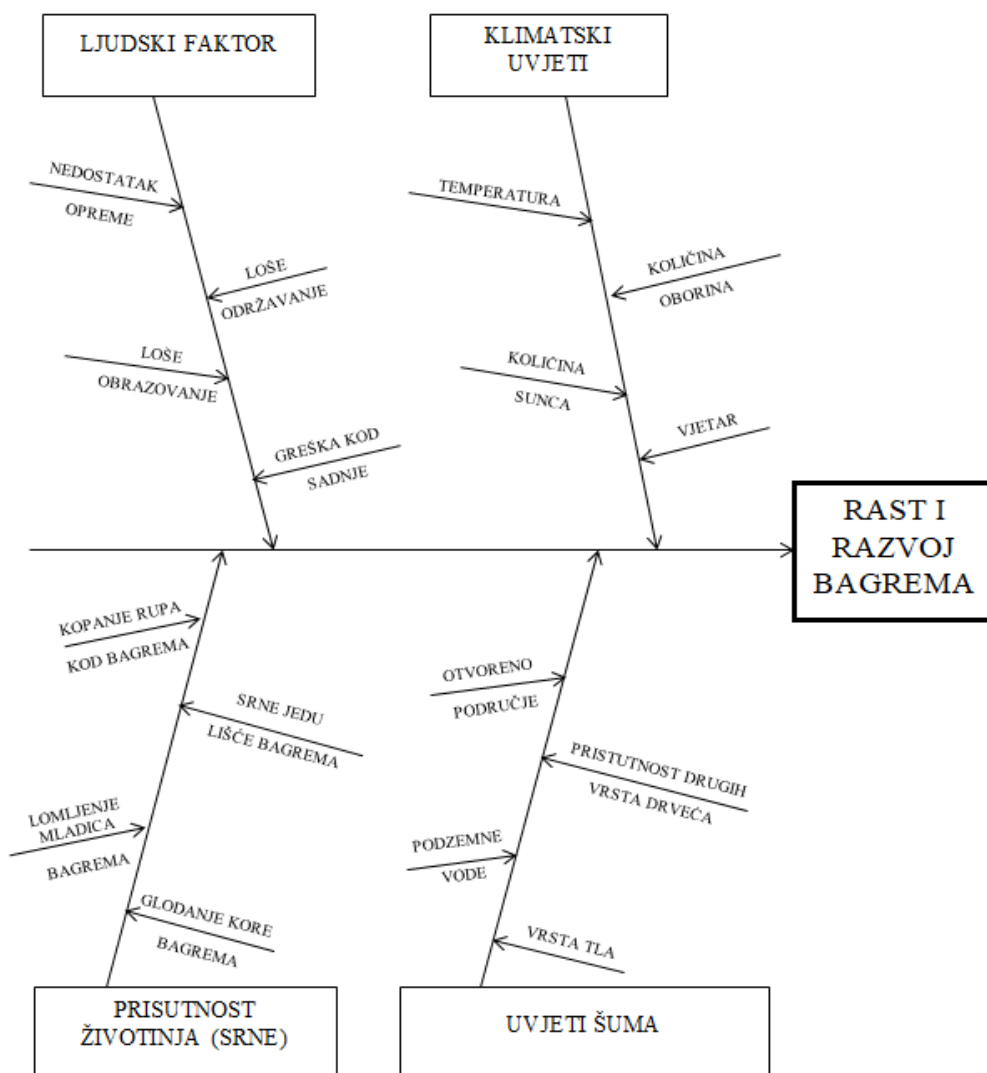 LJUDSKI FAKTOR
KLIMATSKI
UVJETI
NEDOSTATAK
OPREME
LOŠE
ODRŽAVANJE
LOŠE
OBRAZOVANJE
GREŠKA KOD
SADNJE
TEMPERATURA
KOLIČINA
OBORINA
KOLIČINA
SUNCA
VJETAR
RAST I
RAZVOJ
BAGREMA
KOPANJE RUPA
KOD BAGREMA
SRNE JEDU
LIŠĆE BAGREMA
LOMLJENJE
MLADICA
BAGREMA
GLODANJE KORE
BAGREMA
OTVORENO
PODRUČJE
PRISTUTNOST DRUGIH
VRSTA DRVEĆA
PODZEMNE
VODE
VRSTA TLA
PRISUTNOST
ŽIVOTINJA (SRNE)
UVJETI ŠUMA